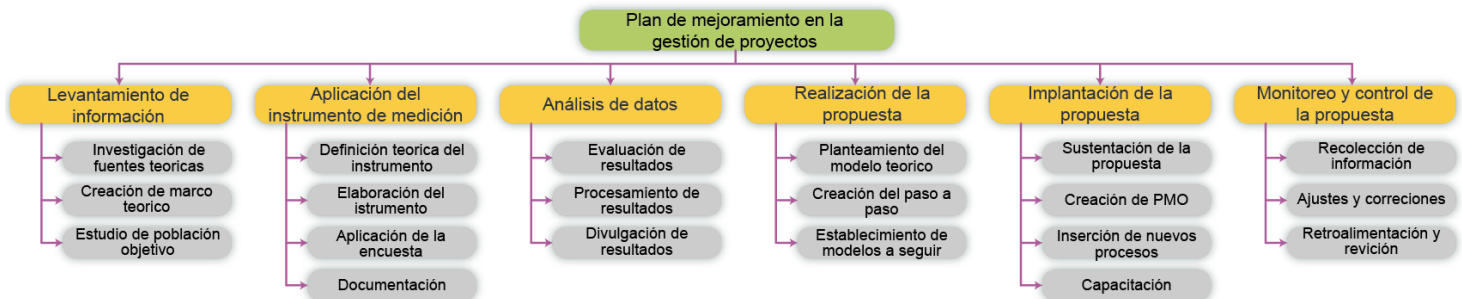 Plan de mejoramiento en la
gestión de proyectos
Levantamiento de
información
Investigación de
fuentes teoricas
Creación de marco
teorico
Estudio de población
objetivo
Aplicación del
instrumento de medición
Definición teorica del
instrumento
Elaboración del
istrumento
Aplicación de la
encuesta
Documentación
Análisis de datos
Evaluación de
resultados
Procesamiento de
resultados
Divulgación de
resultados
Realización de la
propuesta
Planteamiento del
modelo teorico
Creación del paso a
paso
Establecimiento de
modelos a seguir
Implantación de la
propuesta
Sustentación de la
propuesta
Creación de PMO
Inserción de nuevos
procesos
Capacitación
Monitoreo y control de
la propuesta
Recolección de
información
Ajustes y correciones
Retroalimentación y
revición